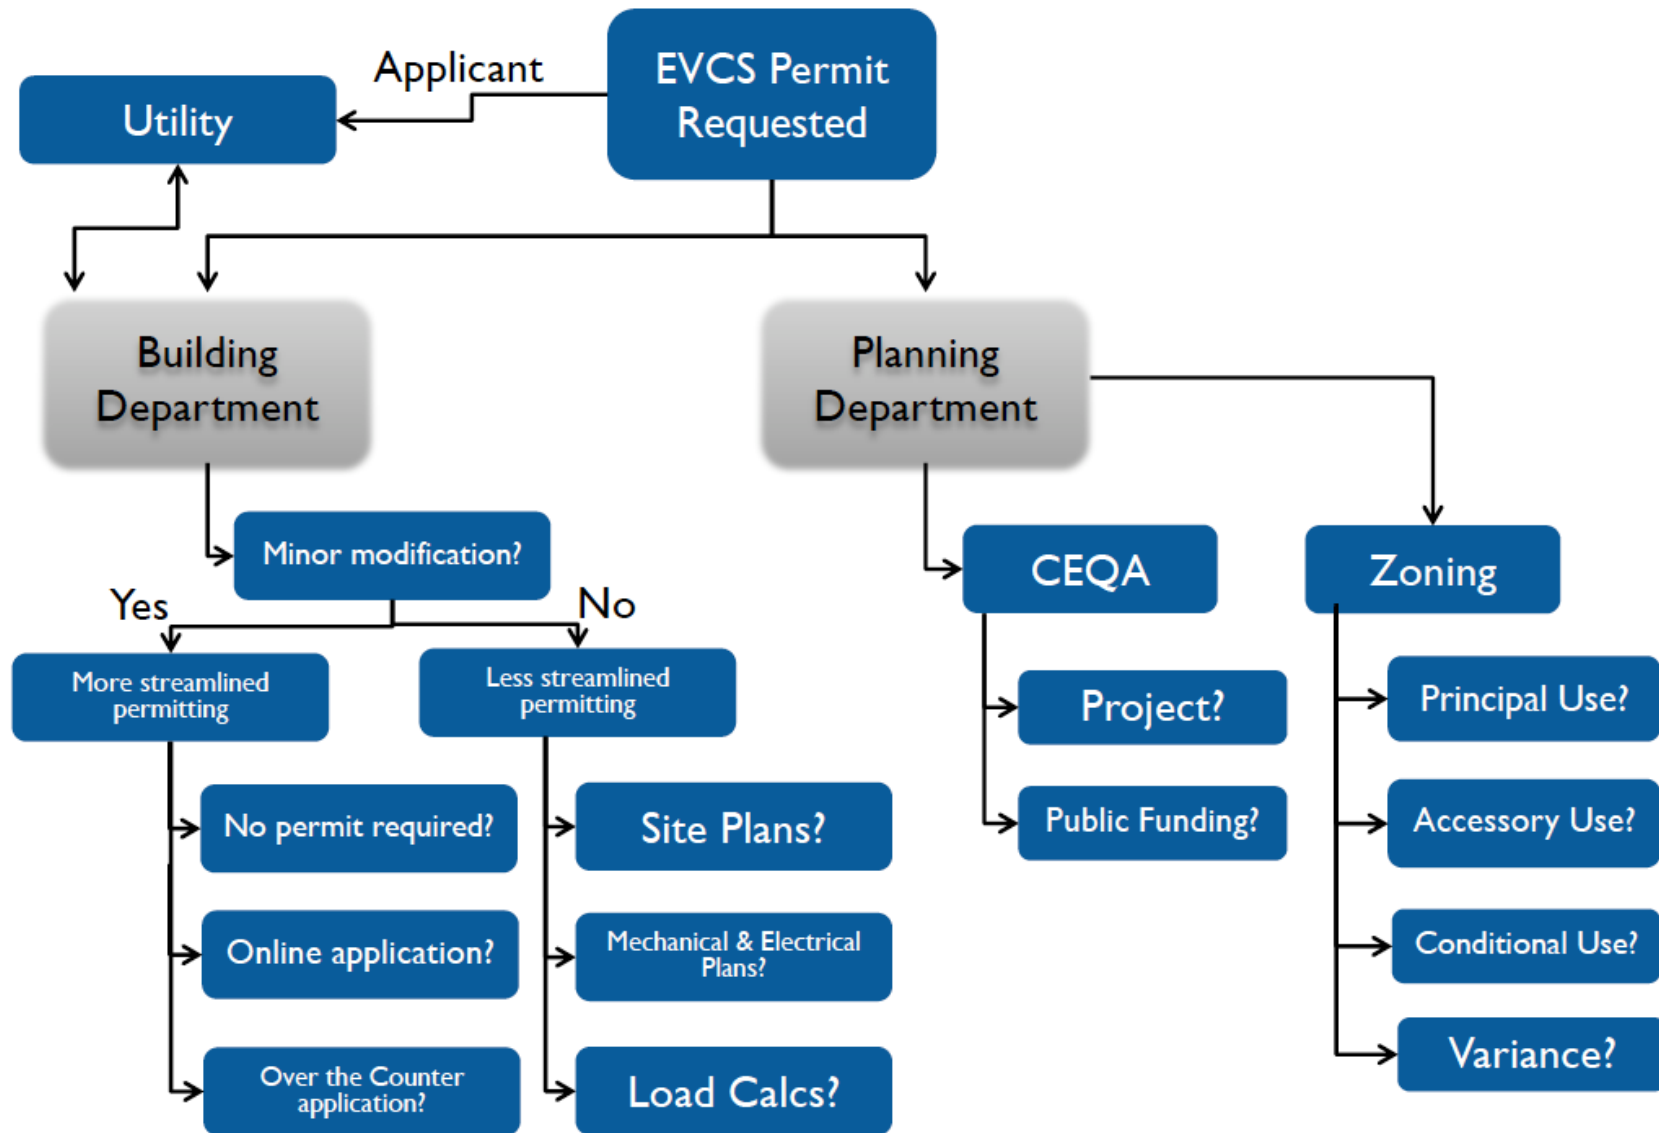 Applicant
EVCS Permit
Requested
Utility
Building
Department
Planning
Department
Minor modification?
CEQA
Zoning
Yes
No
More streamlined
permitting
Less streamlined
permitting
No permit required?
Online application?
Over the Counter
application?
Site Plans?
Mechanical & Electrical
Plans?
Load Calcs?
Project?
Public Funding?
Principal Use?
Accessory Use?
Conditional Use?
Variance?